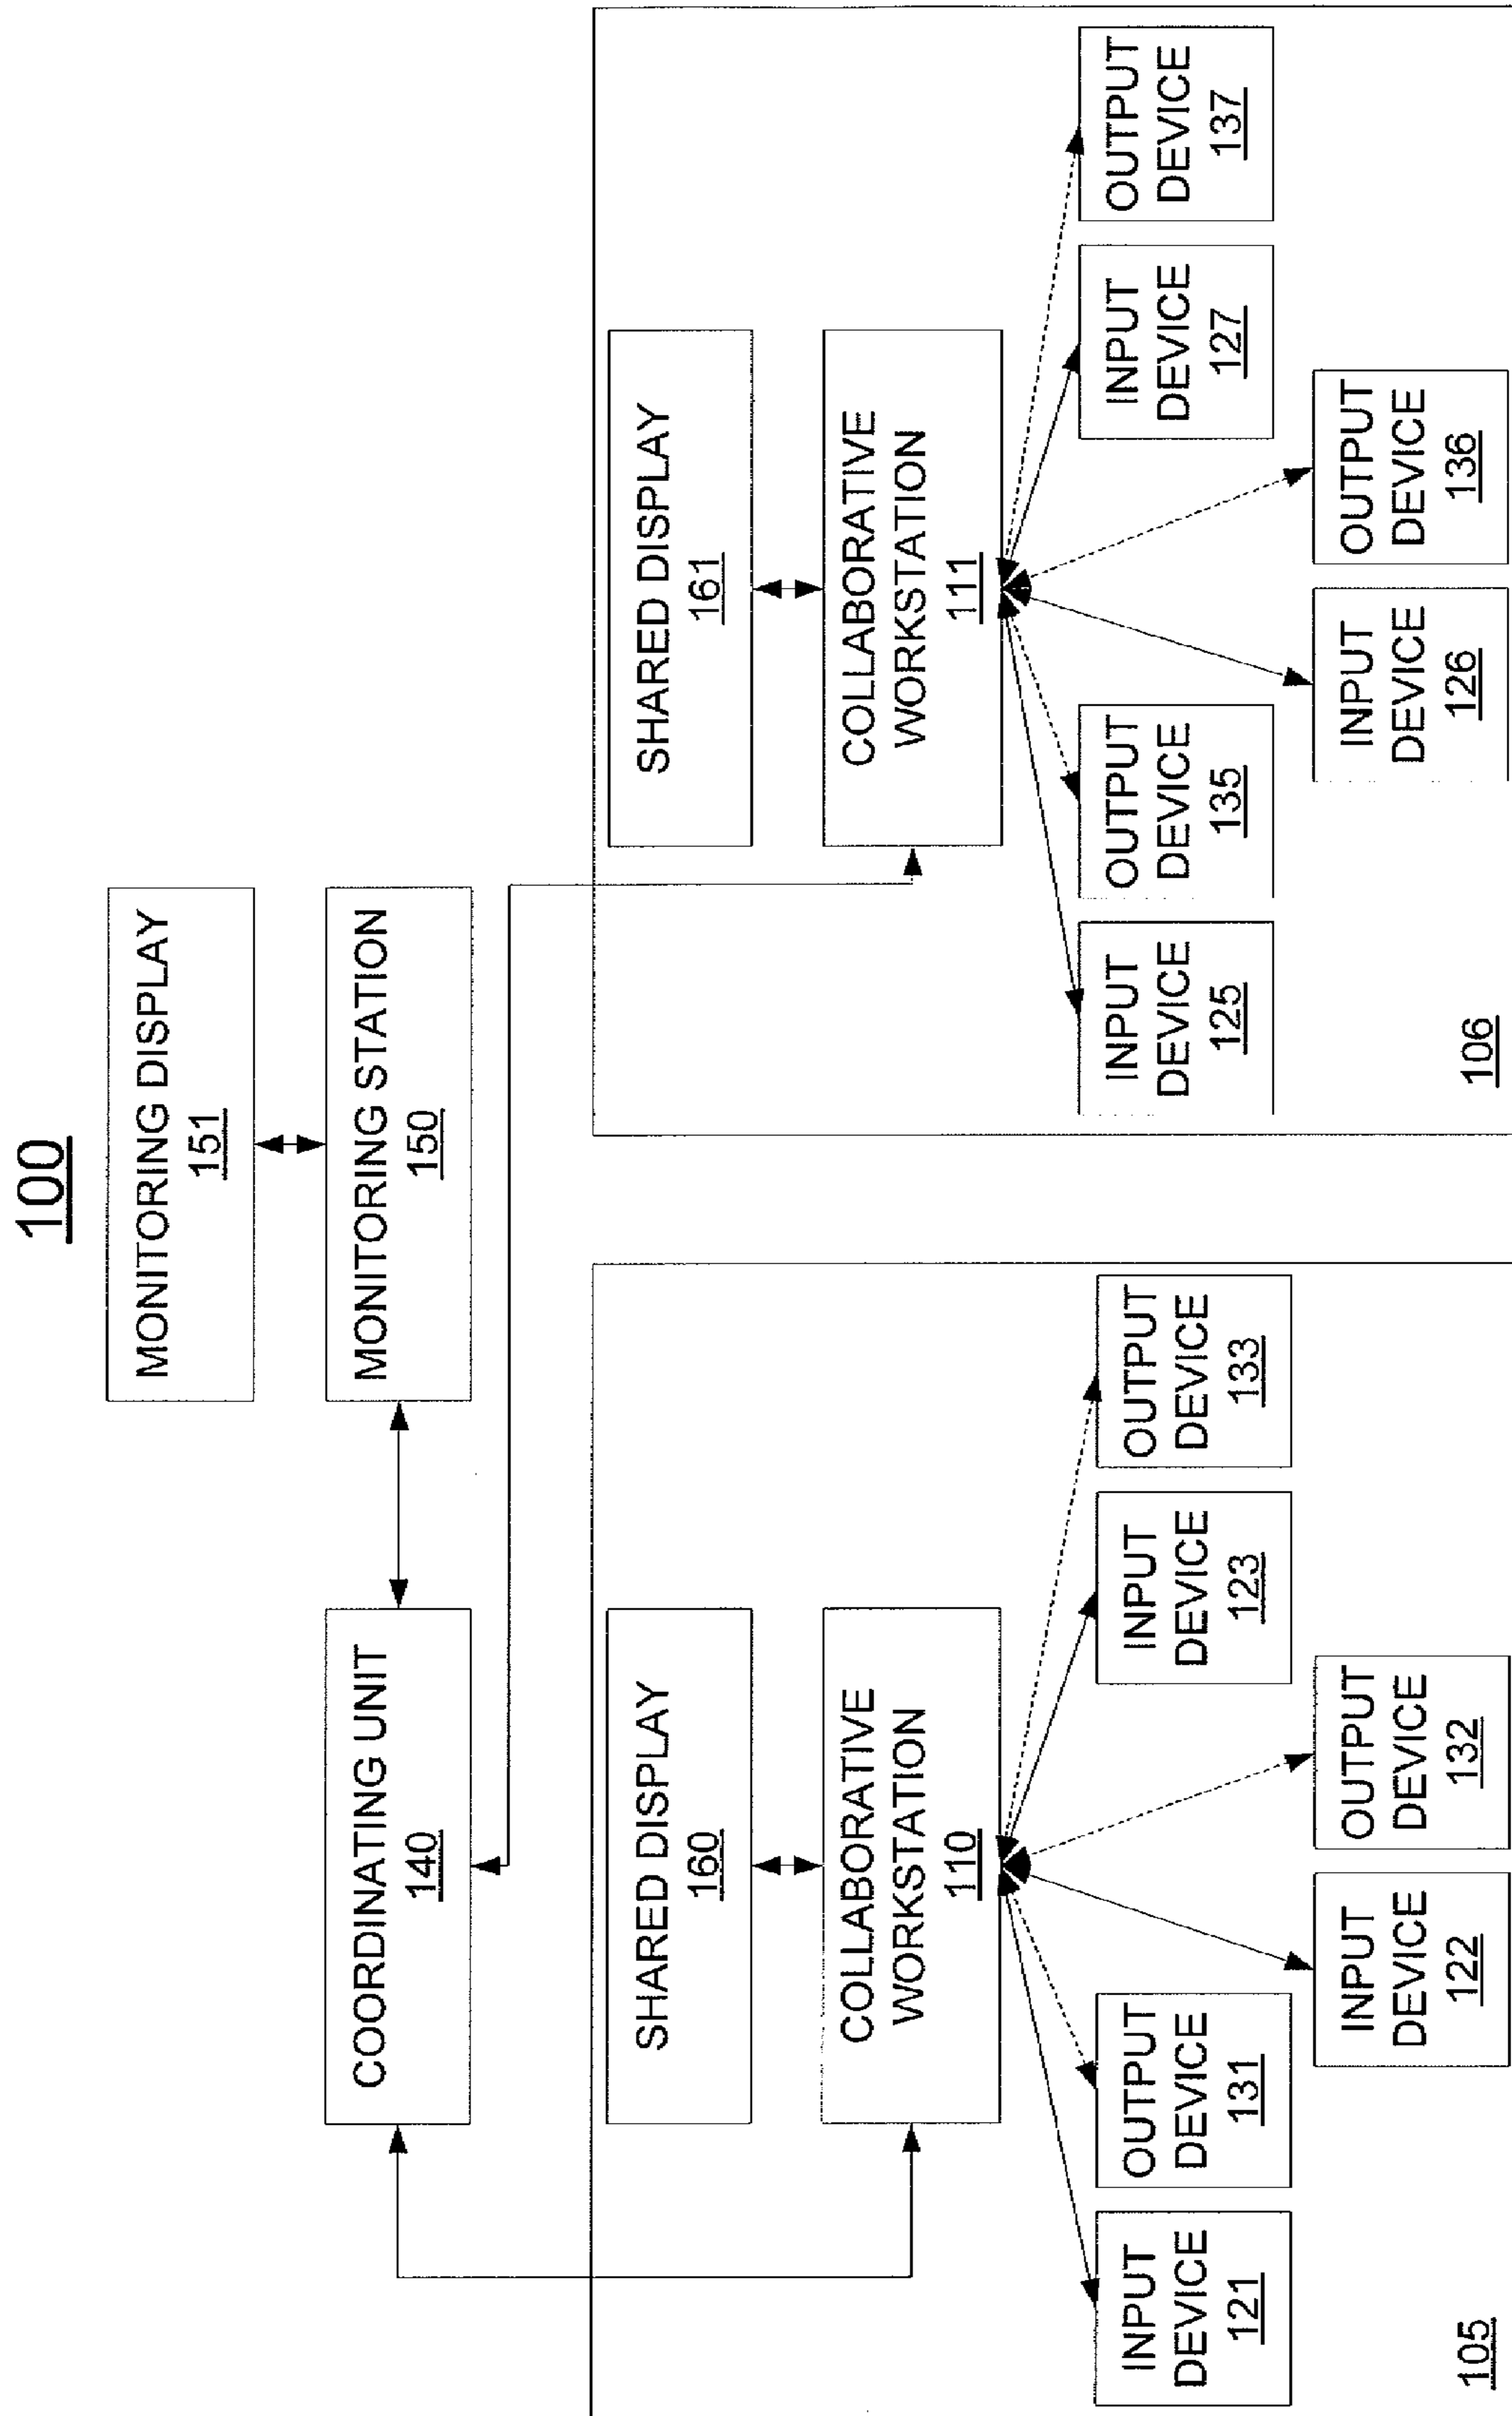 100
MONITORING DISPLAY
151
COORDINATING UNIT
140
MONITORING STATION
150
SHARED DISPLAY
160
COLLABORATIVE
WORKSTATION
110
INPUT
DEVICE
121
OUTPUT
DEVICE
131
INPUT
DEVICE
122
OUTPUT
DEVICE
132
INPUT
DEVICE
123
OUTPUT
DEVICE
133
105
SHARED DISPLAY
161
COLLABORATIVE
WORKSTATION
111
INPUT
DEVICE
125
OUTPUT
DEVICE
135
INPUT
DEVICE
126
OUTPUT
DEVICE
136
INPUT
DEVICE
127
OUTPUT
DEVICE
137
106